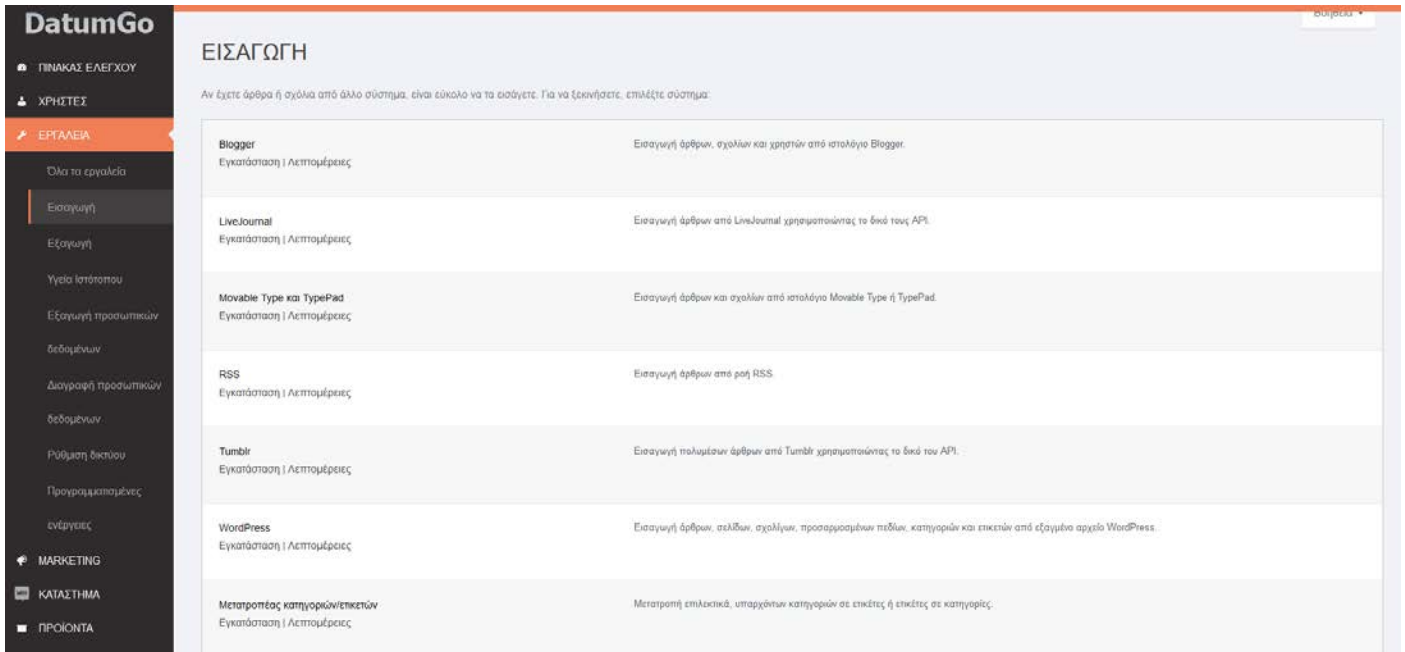 DatumGo
Βοήθεια
ΕΙΣΑΓΩΓΗ
Αν έχετε άρθρα ή σχόλια από άλλο σύστημα, είναι εύκολο να τα εισάγετε. Για να ξεκινήσετε, επιλέξτε σύστημα:
ΠΙΝΑΚΑΣ ΕΛΕΓΧΟΥ
ΧΡΗΣΤΕΣ
ΕΡΓΑΛΕΙΑ
Όλα τα εργαλεία
Εισαγωγή
Εξαγωγή
Υγεία Ιστότοπου
Εξαγωγή προσωπικών
δεδομένων
Διαγραφή προσωπικών
δεδομένων
Ρύθμιση δικτύου
Προγραμματισμένες
ενέργειες
MARKETING
ΚΑΤΑΣΤΗΜΑ
ΠΡΟΪΟΝΤΑ
Blogger
Εγκατάσταση | Λεπτομέρειες
Εισαγωγή άρθρων, σχολίων και χρηστών από ιστολόγιο Blogger.
LiveJournal
Εγκατάσταση | Λεπτομέρειες
Εισαγωγή άρθρων από LiveJournal χρησιμοποιώντας το δικό τους API.
Movable Type και TypePad
Εγκατάσταση | Λεπτομέρειες
Εισαγωγή άρθρων και σχολίων από ιστολόγιο Movable Type ή TypePad.
RSS
Εγκατάσταση | Λεπτομέρειες
Εισαγωγή άρθρων από ροή RSS
Tumblr
Εγκατάσταση | Λεπτομέρειες
Εισαγωγή πολυμέσων άρθρων από Tumblr χρησιμοποιώντας το δικό του API.
WordPress
Εγκατάσταση | Λεπτομέρειες
Εισαγωγή άρθρων, σελίδων, σχολίγων, προσαρμοσμένων πεδίων, κατηγοριών και ετικετών από εξαγμένο αρχείο WordPress.
Μετατροπέας κατηγοριών/ετικετών
Εγκατάσταση | Λεπτομέρειες
Μετατροπή επιλεκτικά, υπαρχόντων κατηγοριών σε ετικέτες ή ετικέτες σε κατηγορίες.